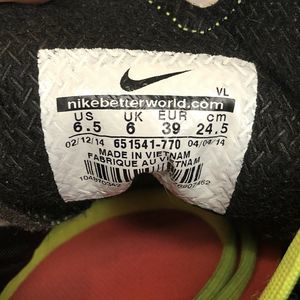 VL
nikebetterworld.com
US UK EUR cm
6.5 6 39 24.5
02/12/14 651541-770 04/04/14
MADE IN VIETNAM
FABRIQUE AU VIETNAM